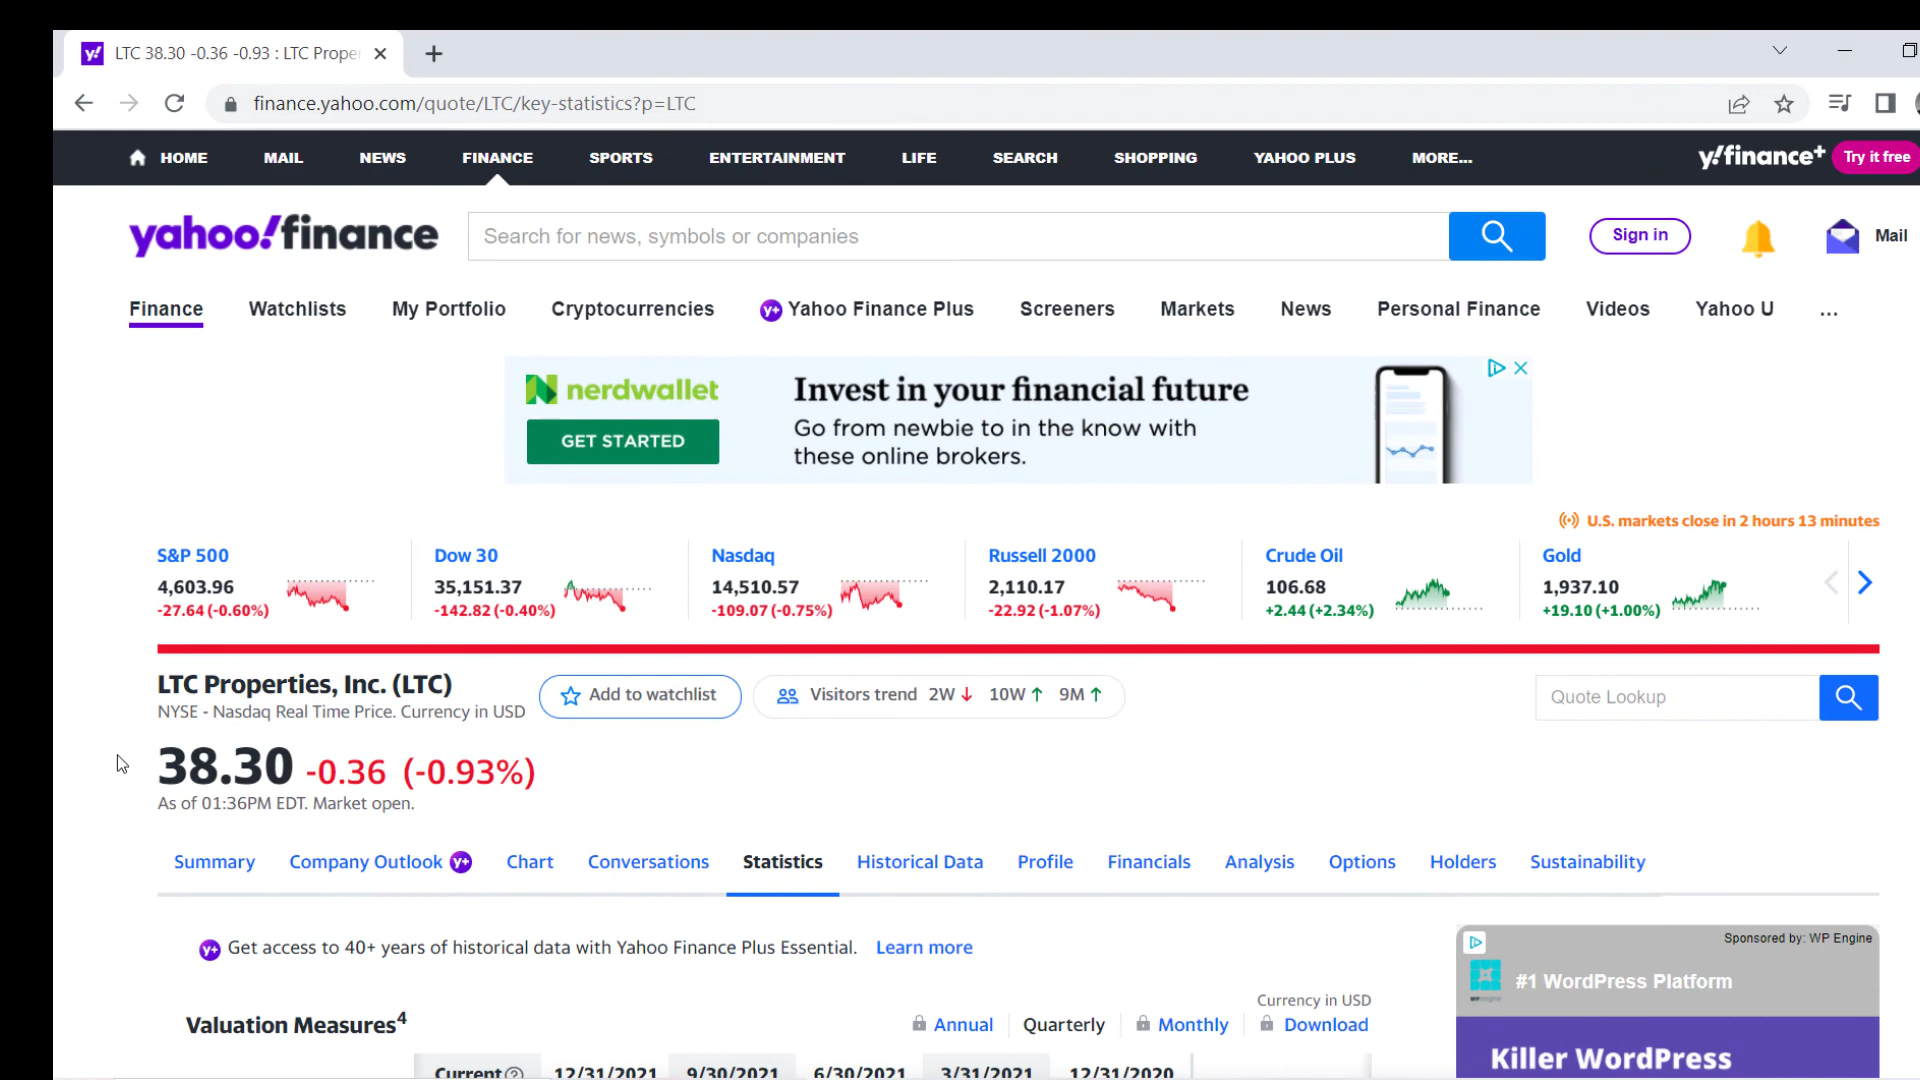 LTC 38.30 -0.36 -0.93 : LTC Prope
finance.yahoo.com/quote/LTC/key-statistics?p=LTC
HOME MAIL NEWS FINANCE SPORTS ENTERTAINMENT LIFE SEARCH SHOPPING YAHOO PLUS MORE... y!finance+ Try it free
yahoo!finance Search for news, symbols or companies Sign in Mail
Finance Watchlists My Portfolio Cryptocurrencies y+ Yahoo Finance Plus Screeners Markets News Personal Finance Videos Yahoo U ...
nerdwallet
GET STARTED
Invest in your financial future
Go from newbie to in the know with
these online brokers.
U.S. markets close in 2 hours 13 minutes
S&P 500 Dow 30 Nasdaq Russell 2000 Crude Oil Gold
4,603.96 35,151.37 14,510.57 2,110.17 106.68 1,937.10
-27.64 (-0.60%) -142.82 (-0.40%) -109.07 (-0.75%) -22.92 (-1.07%) +2.44 (+2.34%) +19.10 (+1.00%)
LTC Properties, Inc. (LTC)
NYSE - Nasdaq Real Time Price. Currency in USD
Add to watchlist Visitors trend 2W↓ 10W↑ 9M↑ Quote Lookup
38.30 -0.36 (-0.93%)
As of 01:36PM EDT. Market open.
Summary Company Outlook y+ Chart Conversations Statistics Historical Data Profile Financials Analysis Options Holders Sustainability
y+ Get access to 40+ years of historical data with Yahoo Finance Plus Essential. Learn more
Sponsored by: WP Engine
#1 WordPress Platform
Killer WordPress
Currency in USD
Valuation Measures4 Annual Quarterly Monthly Download
Current 12/31/2021 9/30/2021 6/30/2021 3/31/2021 12/31/2020